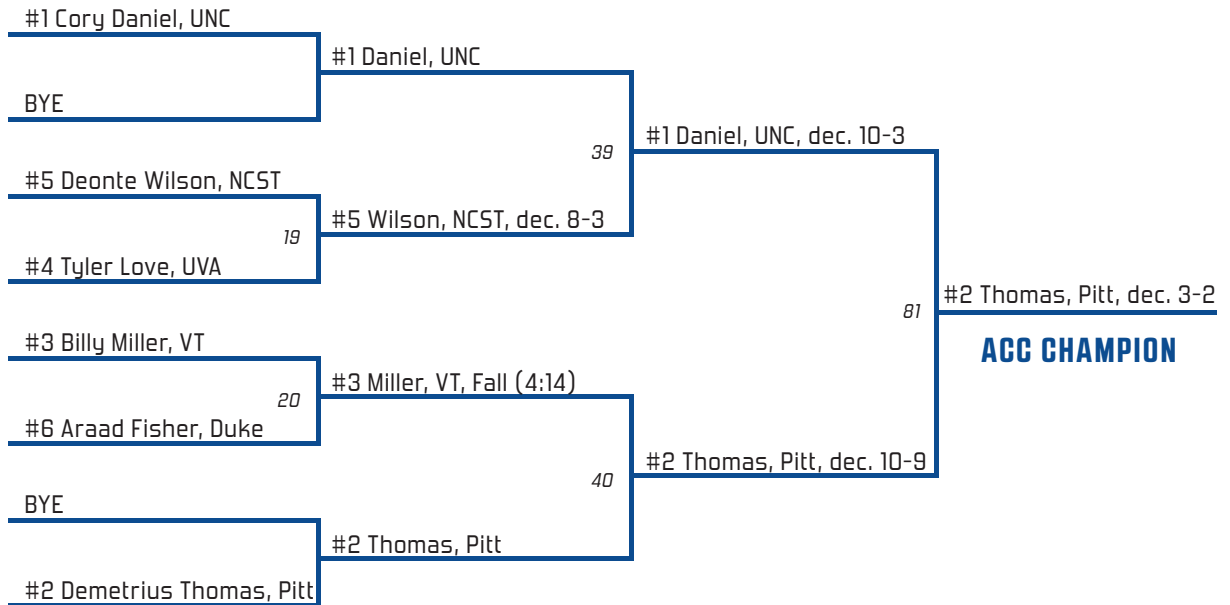 #1 Cory Daniel, UNC
#1 Daniel, UNC
BYE
#1 Daniel, UNC, dec. 10-3
39
#5 Deonte Wilson, NCST
#5 Wilson, NCST, dec. 8-3
19
#4 Tyler Love, UVA
#2 Thomas, Pitt, dec. 3-2
81
ACC CHAMPION
#3 Billy Miller, VT
#3 Miller, VT, Fall (4:14)
20
#6 Araad Fisher, Duke
#2 Thomas, Pitt, dec. 10-9
40
BYE
#2 Thomas, Pitt
#2 Demetrius Thomas, Pitt